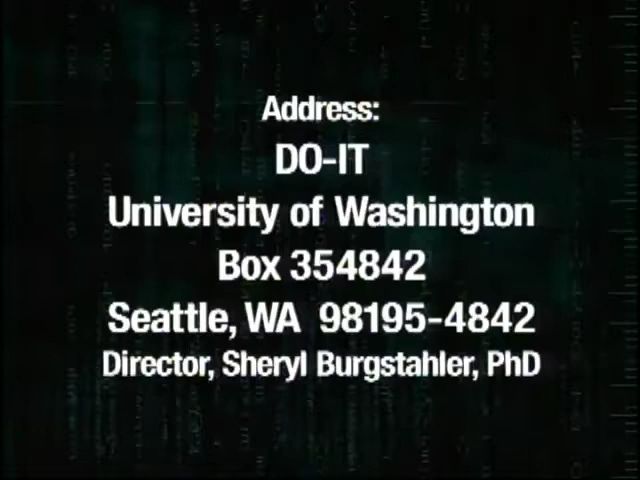 Address:
DO-IT
University of Washington
Box 354842
Seattle, WA  98195-4842
Director, Sheryl Burgstahler, PhD